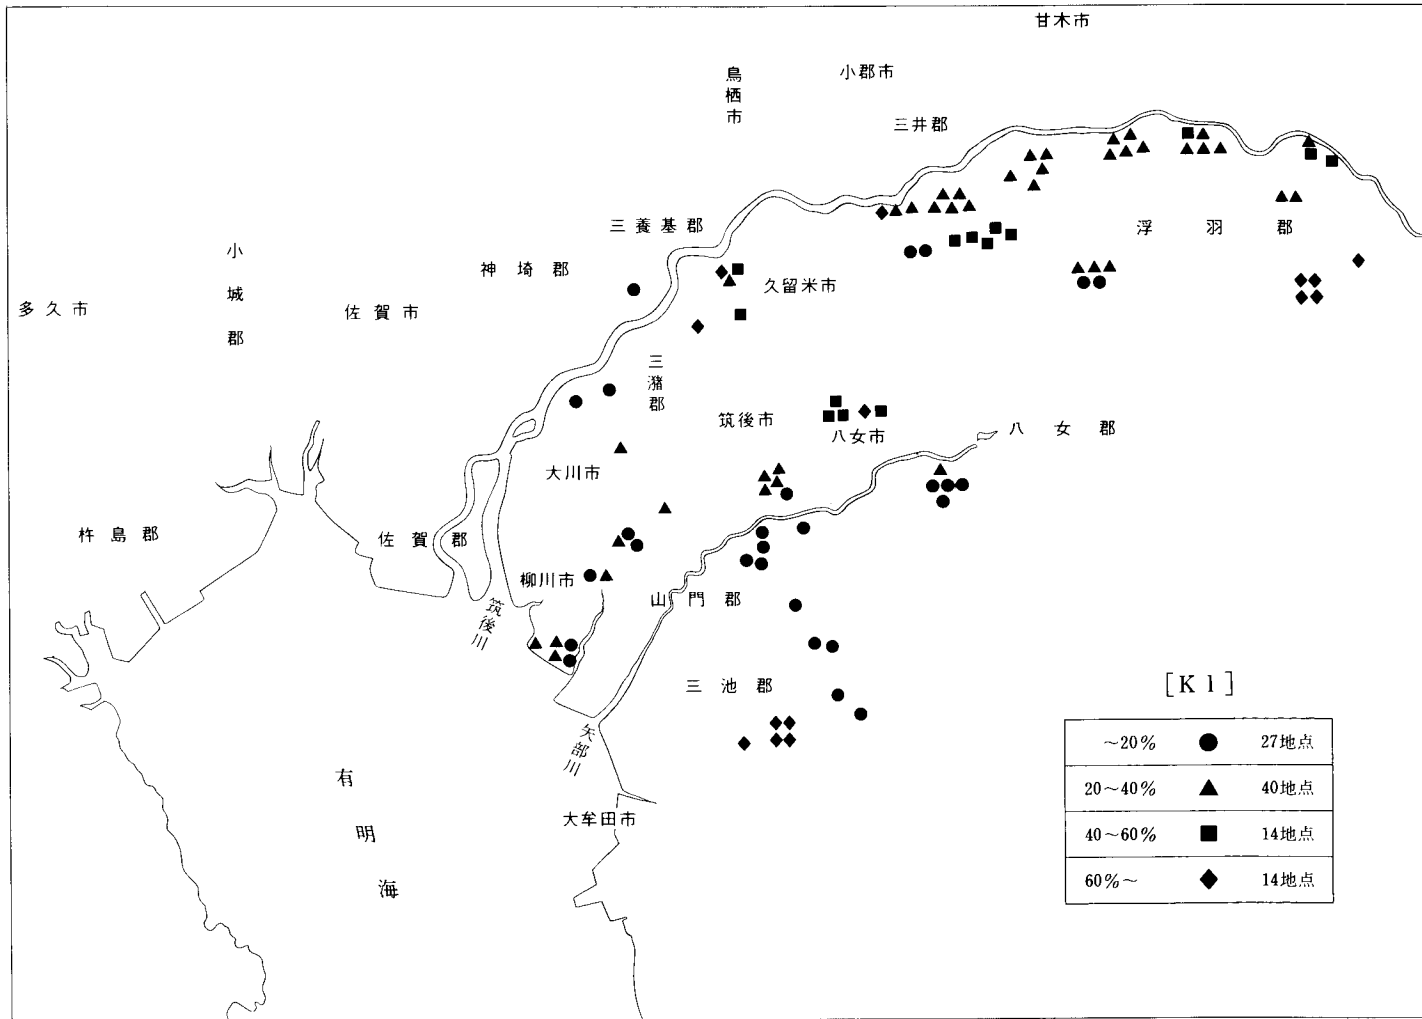 甘木市
小郡市
鳥栖市
三井郡
三養基郡
浮羽郡
小城郡
神埼郡
久留米市
多久市
佐賀市
三潴郡
筑後市
八女市
八女郡
大川市
杵島郡
佐賀郡
柳川市
筑後川
山門郡
三池郡
矢部川
有明海
大牟田市
[K1]
～20% ● 27地点
20～40% ▲ 40地点
40～60% ■ 14地点
60%～ ◆ 14地点